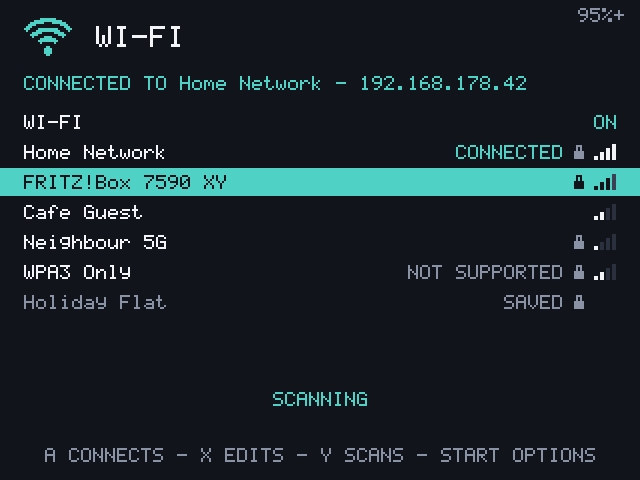 95%+
WI-FI
CONNECTED TO Home Network - 192.168.178.42
WI-FI ON
Home Network CONNECTED
FRITZ!Box 7590 XY
Cafe Guest
Neighbour 5G
WPA3 Only NOT SUPPORTED
Holiday Flat SAVED
SCANNING
A CONNECTS - X EDITS - Y SCANS - START OPTIONS